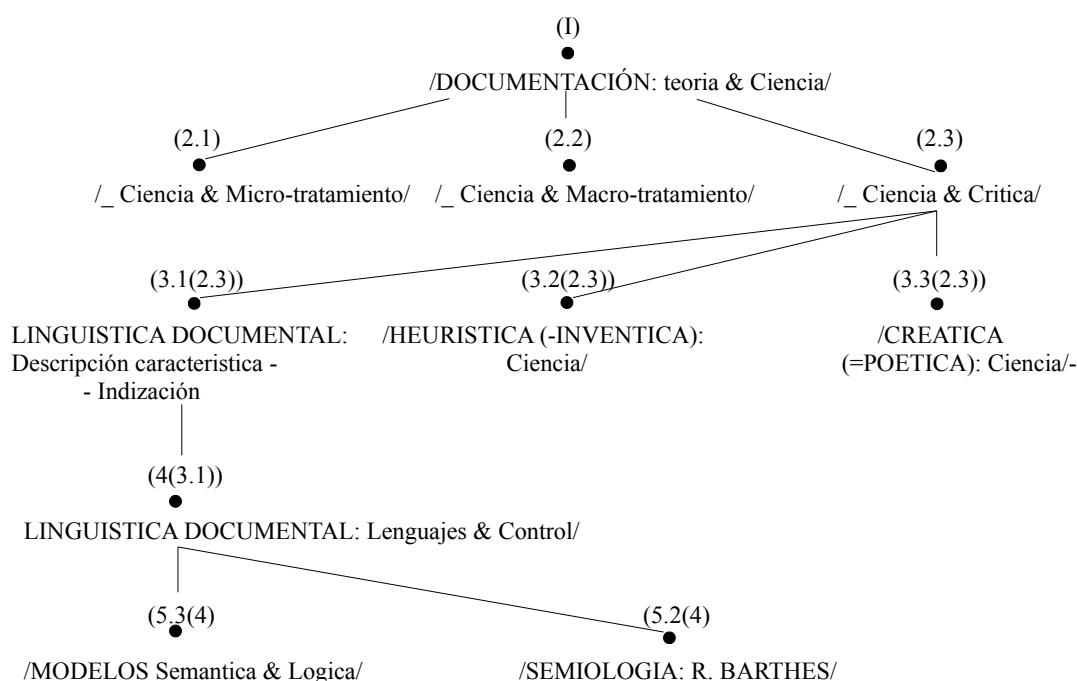 (I)
/DOCUMENTACIÓN: teoria & Ciencia/
(2.1)
(2.2)
(2.3)
/_ Ciencia & Micro-tratamiento/
/_ Ciencia & Macro-tratamiento/
/_ Ciencia & Critica/
(3.1(2.3))
(3.2(2.3))
(3.3(2.3))
LINGUISTICA DOCUMENTAL:
Descripción caracteristica -
- Indización
/HEURISTICA (-INVENTICA):
Ciencia/
/CREATICA
(=POETICA): Ciencia/-
(4(3.1))
LINGUISTICA DOCUMENTAL: Lenguajes & Control/
(5.3(4)
(5.2(4)
/MODELOS Semantica & Logica/
/SEMIOLOGIA: R. BARTHES/